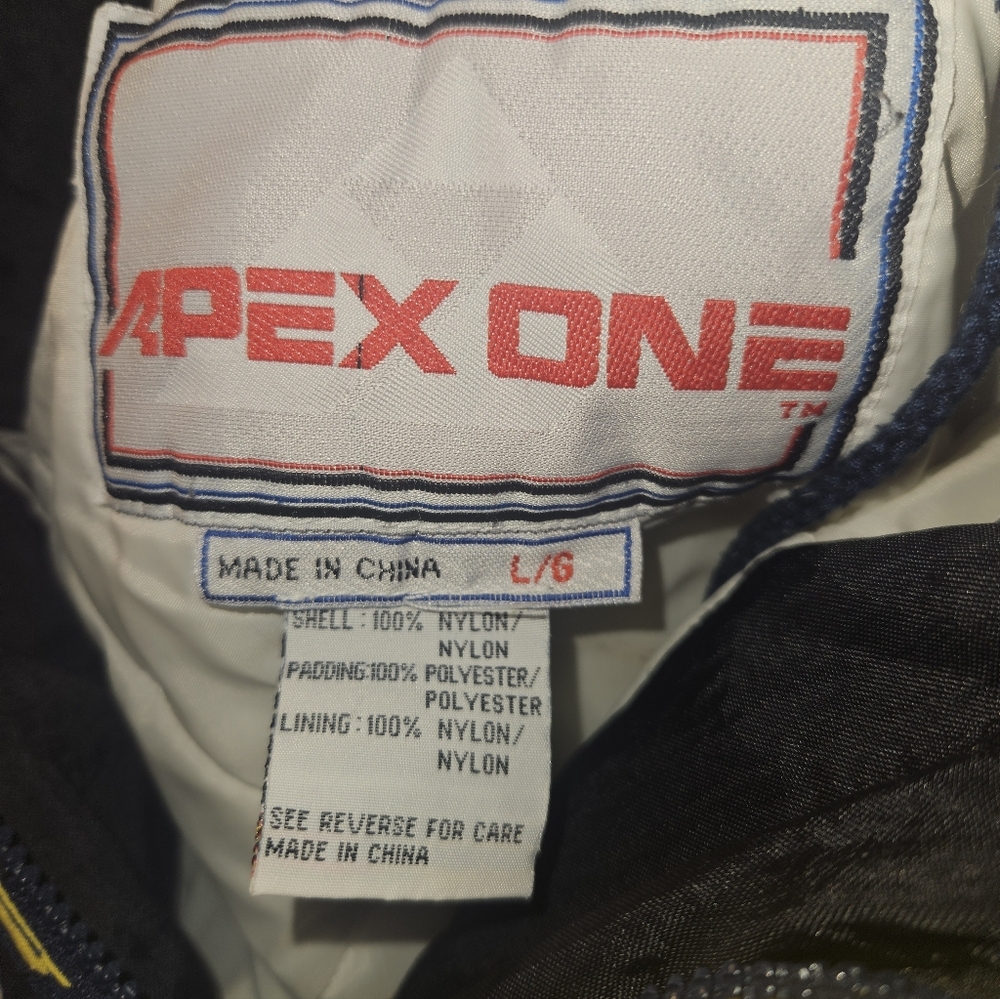 APEX ONE
TM
MADE IN CHINA L/G
SHELL : 100% NYLON/
NYLON
PADDING:100% POLYESTER/
POLYESTER
LINING : 100% NYLON/
NYLON
SEE REVERSE FOR CARE
MADE IN CHINA